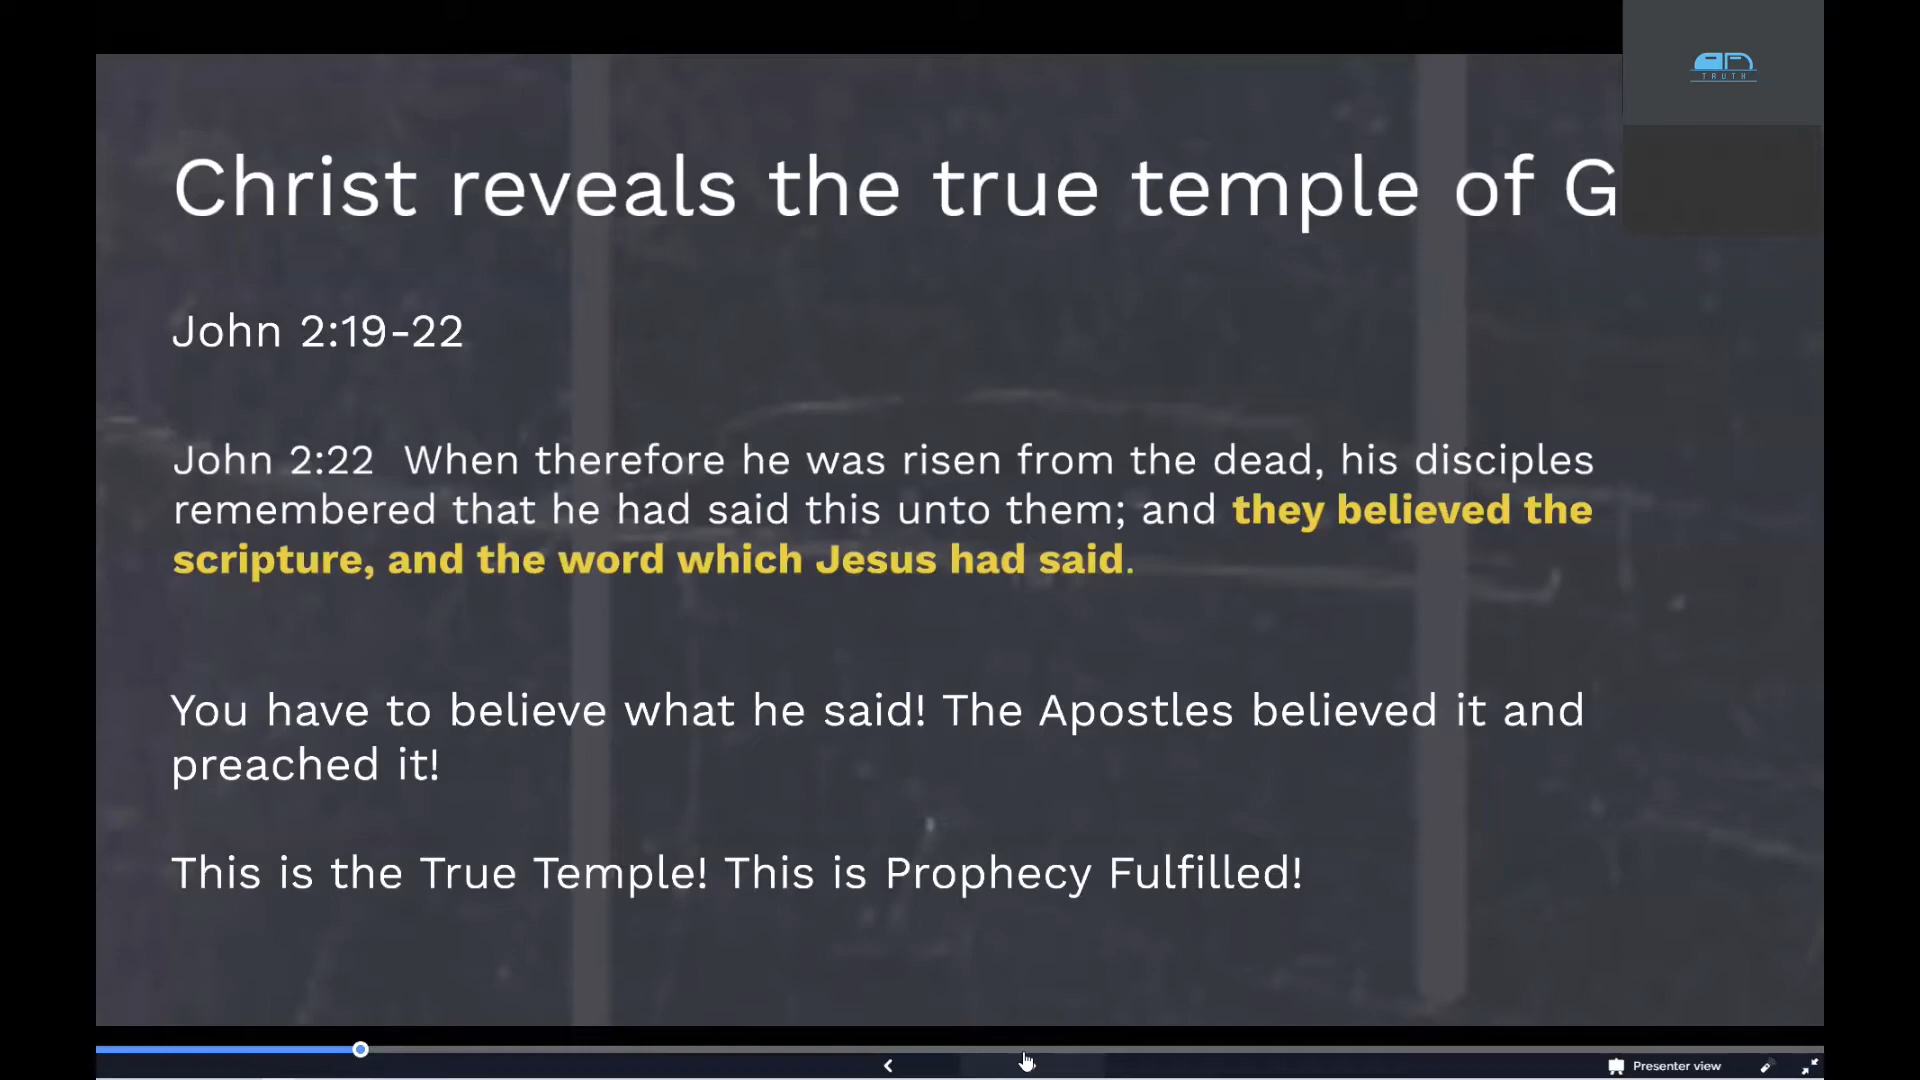 TRUTH
Christ reveals the true temple of G
John 2:19-22
John 2:22 When therefore he was risen from the dead, his disciples
remembered that he had said this unto them; and they believed the
scripture, and the word which Jesus had said.
You have to believe what he said! The Apostles believed it and
preached it!
This is the True Temple! This is Prophecy Fulfilled!
Presenter view